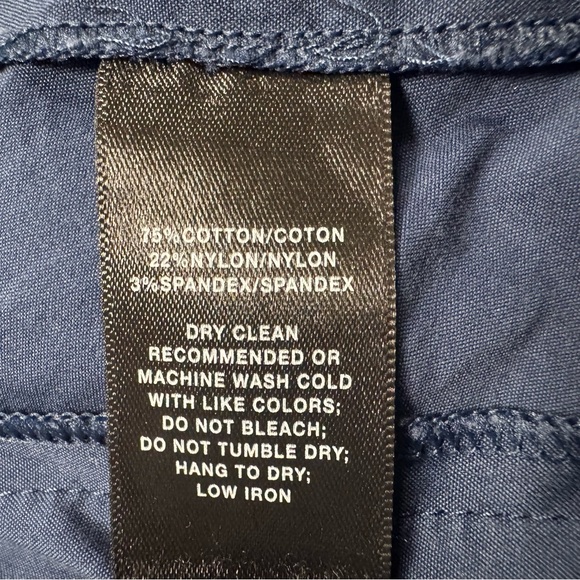 75%COTTON/COTON
22%NYLON/NYLON
3%SPANDEX/SPANDEX
DRY CLEAN
RECOMMENDED OR
MACHINE WASH COLD
WITH LIKE COLORS;
DO NOT BLEACH;
DO NOT TUMBLE DRY;
HANG TO DRY;
LOW IRON